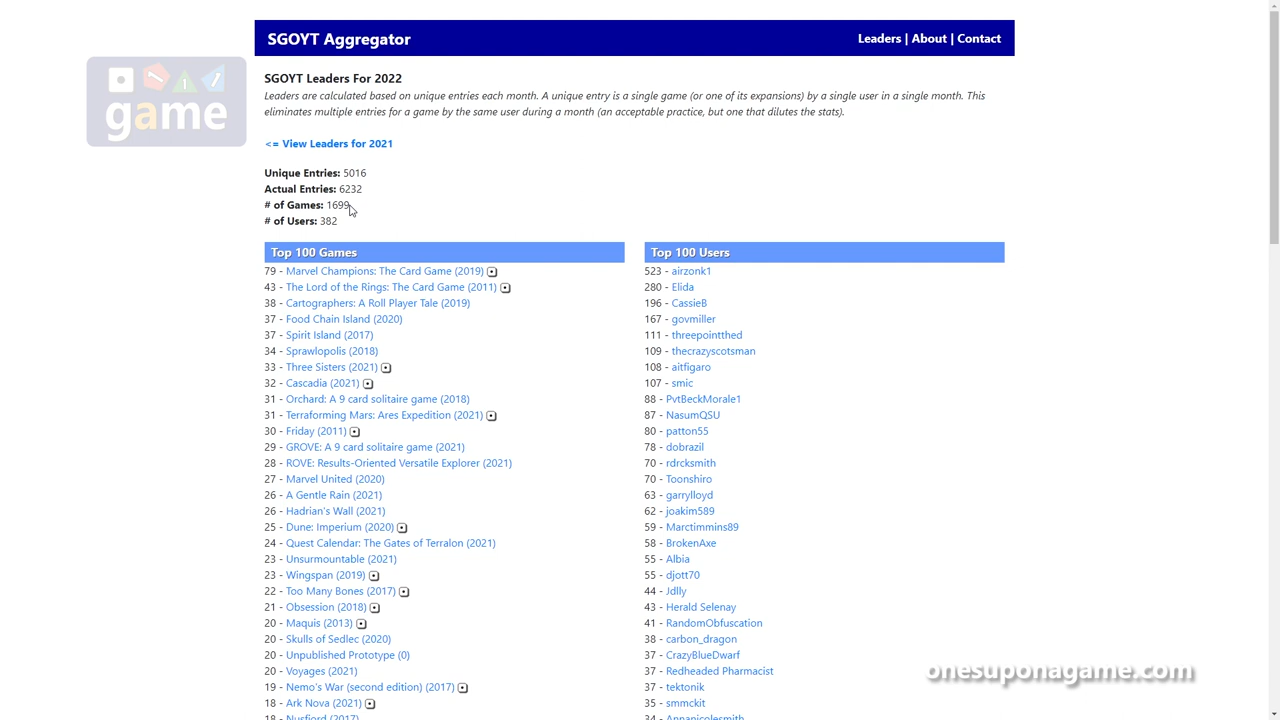 SGOYT Aggregator
Leaders | About | Contact
game
SGOYT Leaders For 2022
Leaders are calculated based on unique entries each month. A unique entry is a single game (or one of its expansions) by a single user in a single month. This
eliminates multiple entries for a game by the same user during a month (an acceptable practice, but one that dilutes the stats).
<= View Leaders for 2021
Unique Entries: 5016
Actual Entries: 6232
# of Games: 1699
# of Users: 382
Top 100 Games
79 - Marvel Champions: The Card Game (2019)
43 - The Lord of the Rings: The Card Game (2011)
38 - Cartographers: A Roll Player Tale (2019)
37 - Food Chain Island (2020)
37 - Spirit Island (2017)
34 - Sprawlopolis (2018)
33 - Three Sisters (2021)
32 - Cascadia (2021)
31 - Orchard: A 9 card solitaire game (2018)
31 - Terraforming Mars: Ares Expedition (2021)
30 - Friday (2011)
29 - GROVE: A 9 card solitaire game (2021)
28 - ROVE: Results-Oriented Versatile Explorer (2021)
27 - Marvel United (2020)
26 - A Gentle Rain (2021)
26 - Hadrian's Wall (2021)
25 - Dune: Imperium (2020)
24 - Quest Calendar: The Gates of Terralon (2021)
23 - Unsurmountable (2021)
23 - Wingspan (2019)
22 - Too Many Bones (2017)
21 - Obsession (2018)
20 - Maquis (2013)
20 - Skulls of Sedlec (2020)
20 - Unpublished Prototype (0)
20 - Voyages (2021)
19 - Nemo's War (second edition) (2017)
18 - Ark Nova (2021)
18 - Nusfjord (2017)
Top 100 Users
523 - airzonk1
280 - Elida
196 - CassieB
167 - govmiller
111 - threepointthed
109 - thecrazyscotsman
108 - aitfigaro
107 - smic
88 - PvtBeckMorale1
87 - NasumQSU
80 - patton55
78 - dobrazil
70 - rdrcksmith
70 - Toonshiro
63 - garrylloyd
62 - joakim589
59 - Marctimmins89
58 - BrokenAxe
55 - Albia
55 - djott70
44 - Jdlly
43 - Herald Selenay
41 - RandomObfuscation
38 - carbon_dragon
37 - CrazyBlueDwarf
37 - Redheaded Pharmacist
37 - tektonik
35 - smmckit
34 - Annanicolesmith
onesuponagame.com